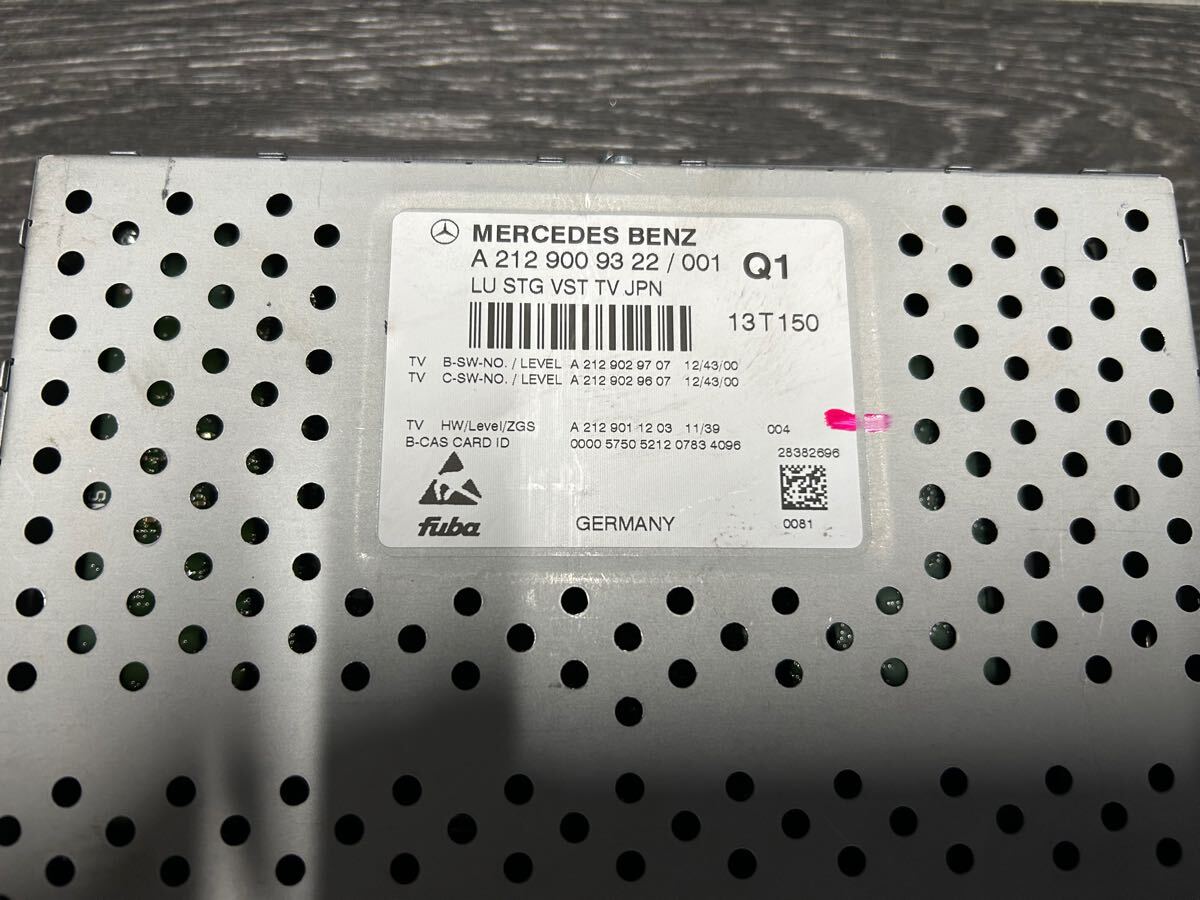 MERCEDES BENZ
A 212 900 93 22 / 001 Q1
LU STG VST TV JPN
13T150
TV B-SW-NO. / LEVEL A 212 902 97 07 12/43/00
TV C-SW-NO. / LEVEL A 212 902 96 07 12/43/00
TV HW/Level/ZGS A 212 901 12 03 11/39 004
B-CAS CARD ID 0000 5750 5212 0783 4096
28382696
fuba GERMANY 0081